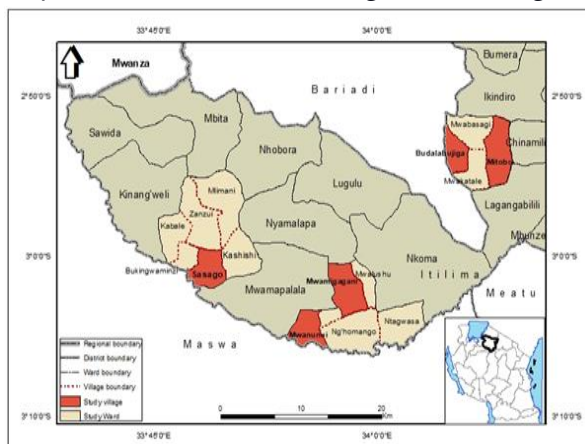 33°45'0"E
34°0'0"E
Mwanza
Bumera
Bariadi
2°50'0"S
2°50'0"S
Ikindiro
Mbita
Mwabasagi
Sawida
Nhobora
Chinamili
Budalabujiga
Mitobo
Mwakatale
Kinang'weli
Mlimani
Lugulu
Lagangabilili
Zanzui
Nyamalapa
Kabale
Mbunze
3°0'0"S
Kashishi
Nkoma
3°0'0"S
Bukingwaminzi
Itilima
Sasago
Mwamigagani
Mwalushu
Mwamapalala
Meatu
Ntagwasa
Mwanunwi
Ng'homango
Maswa
Regional boundary
District boundary
Ward boundary
Village boundary
Study village
Study Ward
0
10
20
Km
3°10'0"S
3°10'0"S
33°45'0"E
34°0'0"E